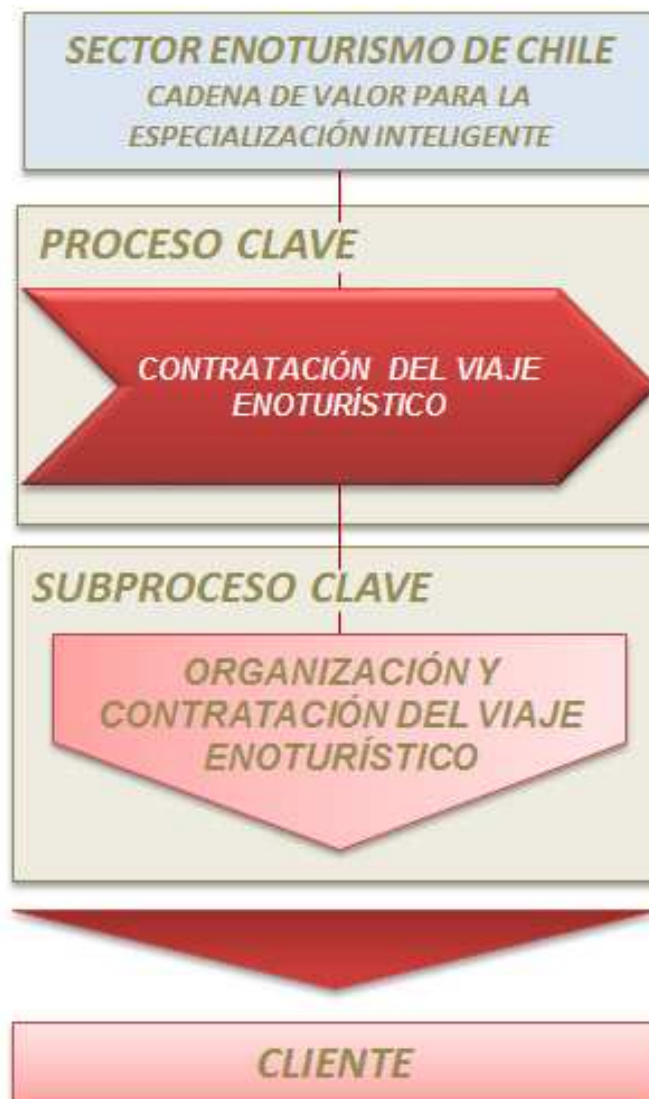 SECTOR ENOTURISMO DE CHILE
CADENA DE VALOR PARA LA
ESPECIALIZACIÓN INTELIGENTE
PROCESO CLAVE
CONTRATACIÓN DEL VIAJE
ENOTURÍSTICO
SUBPROCESO CLAVE
ORGANIZACIÓN Y
CONTRATACIÓN DEL VIAJE
ENOTURÍSTICO
CLIENTE